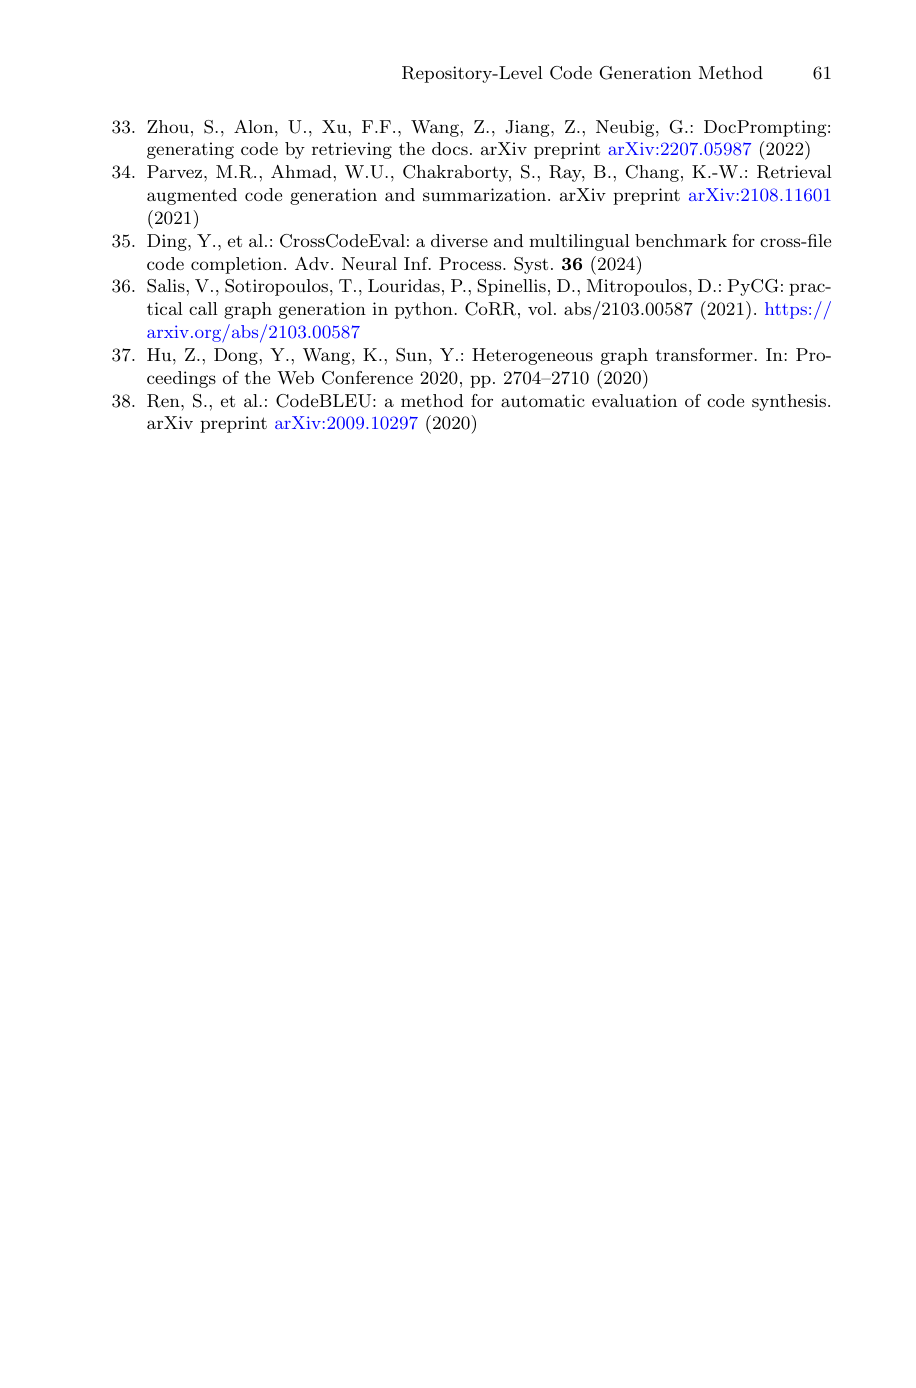 Repository-Level Code Generation Method 61
33. Zhou, S., Alon, U., Xu, F.F., Wang, Z., Jiang, Z., Neubig, G.: DocPrompting:
generating code by retrieving the docs. arXiv preprint arXiv:2207.05987 (2022)
34. Parvez, M.R., Ahmad, W.U., Chakraborty, S., Ray, B., Chang, K.-W.: Retrieval
augmented code generation and summarization. arXiv preprint arXiv:2108.11601
(2021)
35. Ding, Y., et al.: CrossCodeEval: a diverse and multilingual benchmark for cross-file
code completion. Adv. Neural Inf. Process. Syst. 36 (2024)
36. Salis, V., Sotiropoulos, T., Louridas, P., Spinellis, D., Mitropoulos, D.: PyCG: prac-
tical call graph generation in python. CoRR, vol. abs/2103.00587 (2021). https://
arxiv.org/abs/2103.00587
37. Hu, Z., Dong, Y., Wang, K., Sun, Y.: Heterogeneous graph transformer. In: Pro-
ceedings of the Web Conference 2020, pp. 2704–2710 (2020)
38. Ren, S., et al.: CodeBLEU: a method for automatic evaluation of code synthesis.
arXiv preprint arXiv:2009.10297 (2020)